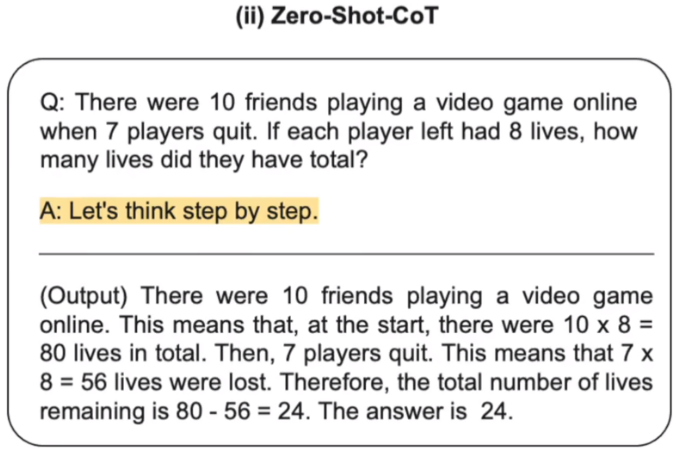 (ii) Zero-Shot-CoT
Q: There were 10 friends playing a video game online
when 7 players quit. If each player left had 8 lives, how
many lives did they have total?
A: Let's think step by step.
(Output) There were 10 friends playing a video game
online. This means that, at the start, there were 10 x 8 =
80 lives in total. Then, 7 players quit. This means that 7 x
8 = 56 lives were lost. Therefore, the total number of lives
remaining is 80 - 56 = 24. The answer is 24.